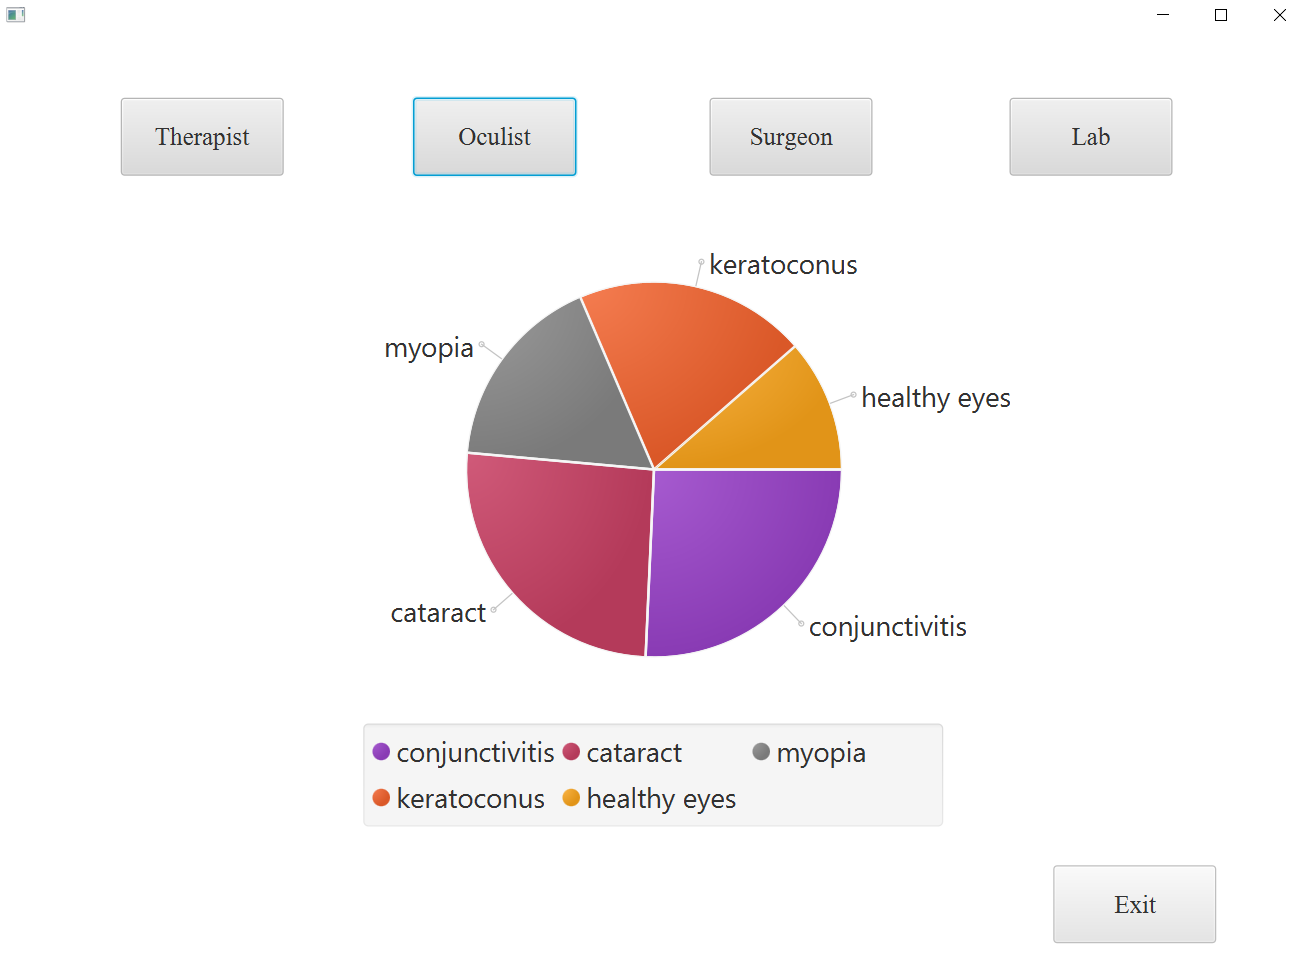 Therapist Oculist Surgeon Lab
keratoconus
myopia
healthy eyes
cataract
conjunctivitis
conjunctivitis cataract myopia
keratoconus healthy eyes
Exit